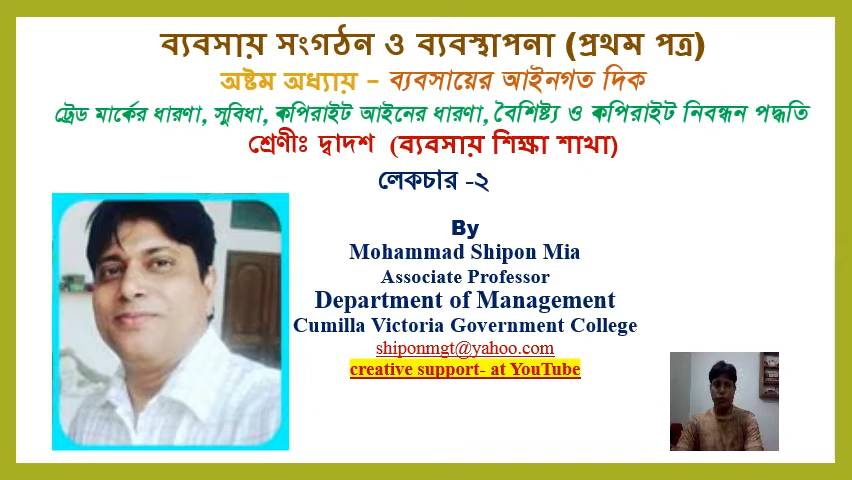 ব্যবসায় সংগঠন ও ব্যবস্থাপনা (প্রথম পত্র)
অষ্টম অধ্যায় – ব্যবসায়ের আইনগত দিক
ট্রেড মার্কের ধারণা, সুবিধা, কপিরাইট আইনের ধারণা, বৈশিষ্ট্য ও কপিরাইট নিবন্ধন পদ্ধতি
শ্রেণীঃ দ্বাদশ (ব্যবসায় শিক্ষা শাখা)
লেকচার -২
By
Mohammad Shipon Mia
Associate Professor
Department of Management
Cumilla Victoria Government College
shiponmgt@yahoo.com
creative support- at YouTube